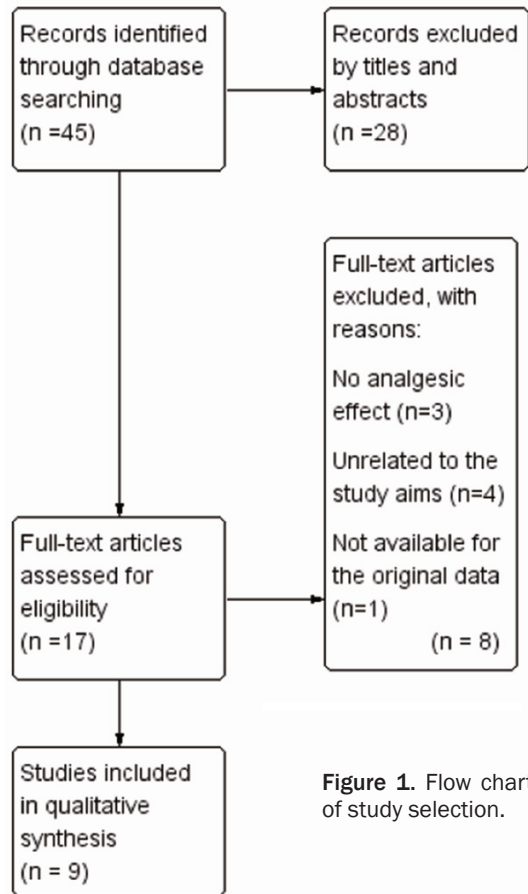 Records identified
through database
searching
(n =45)
Records excluded
by titles and
abstracts
(n =28)
Full-text articles
excluded, with
reasons:
No analgesic
effect (n=3)
Unrelated to the
study aims (n=4)
Not available for
the original data
(n=1)
(n = 8)
Full-text articles
assessed for
eligibility
(n =17)
Studies included
in qualitative
synthesis
(n = 9)
Figure 1. Flow chart
of study selection.